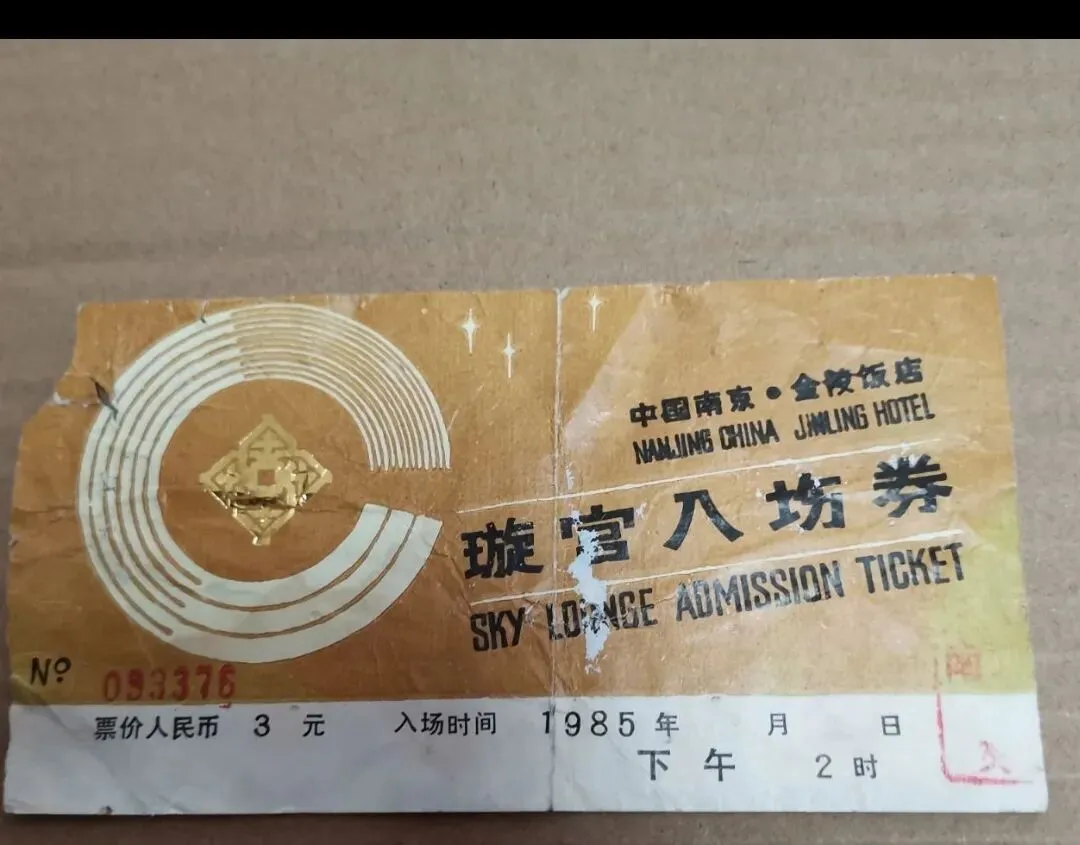 中国南京·金陵饭店
NANJING CHINA JINLING HOTEL
璇宫入场券
SKY LOUNGE ADMISSION TICKET
Nº 093376
票价人民币 3 元 入场时间 1985 年 月 日
下午 2 时